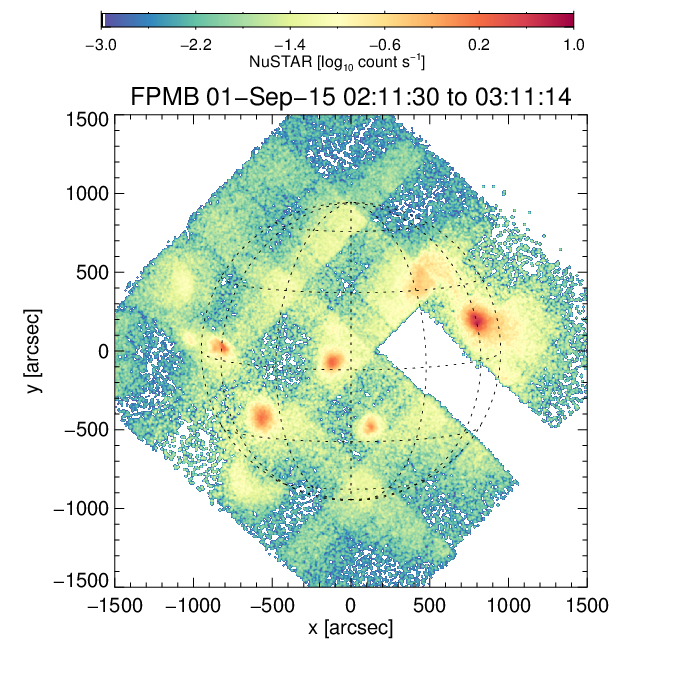 −3.0 −2.2 −1.4 −0.6 0.2 1.0
NuSTAR [log₁₀ count s⁻¹]
FPMB 01−Sep−15 02:11:30 to 03:11:14
1500
1000
500
0
−500
−1000
−1500
y [arcsec]
−1500 −1000 −500 0 500 1000 1500
x [arcsec]